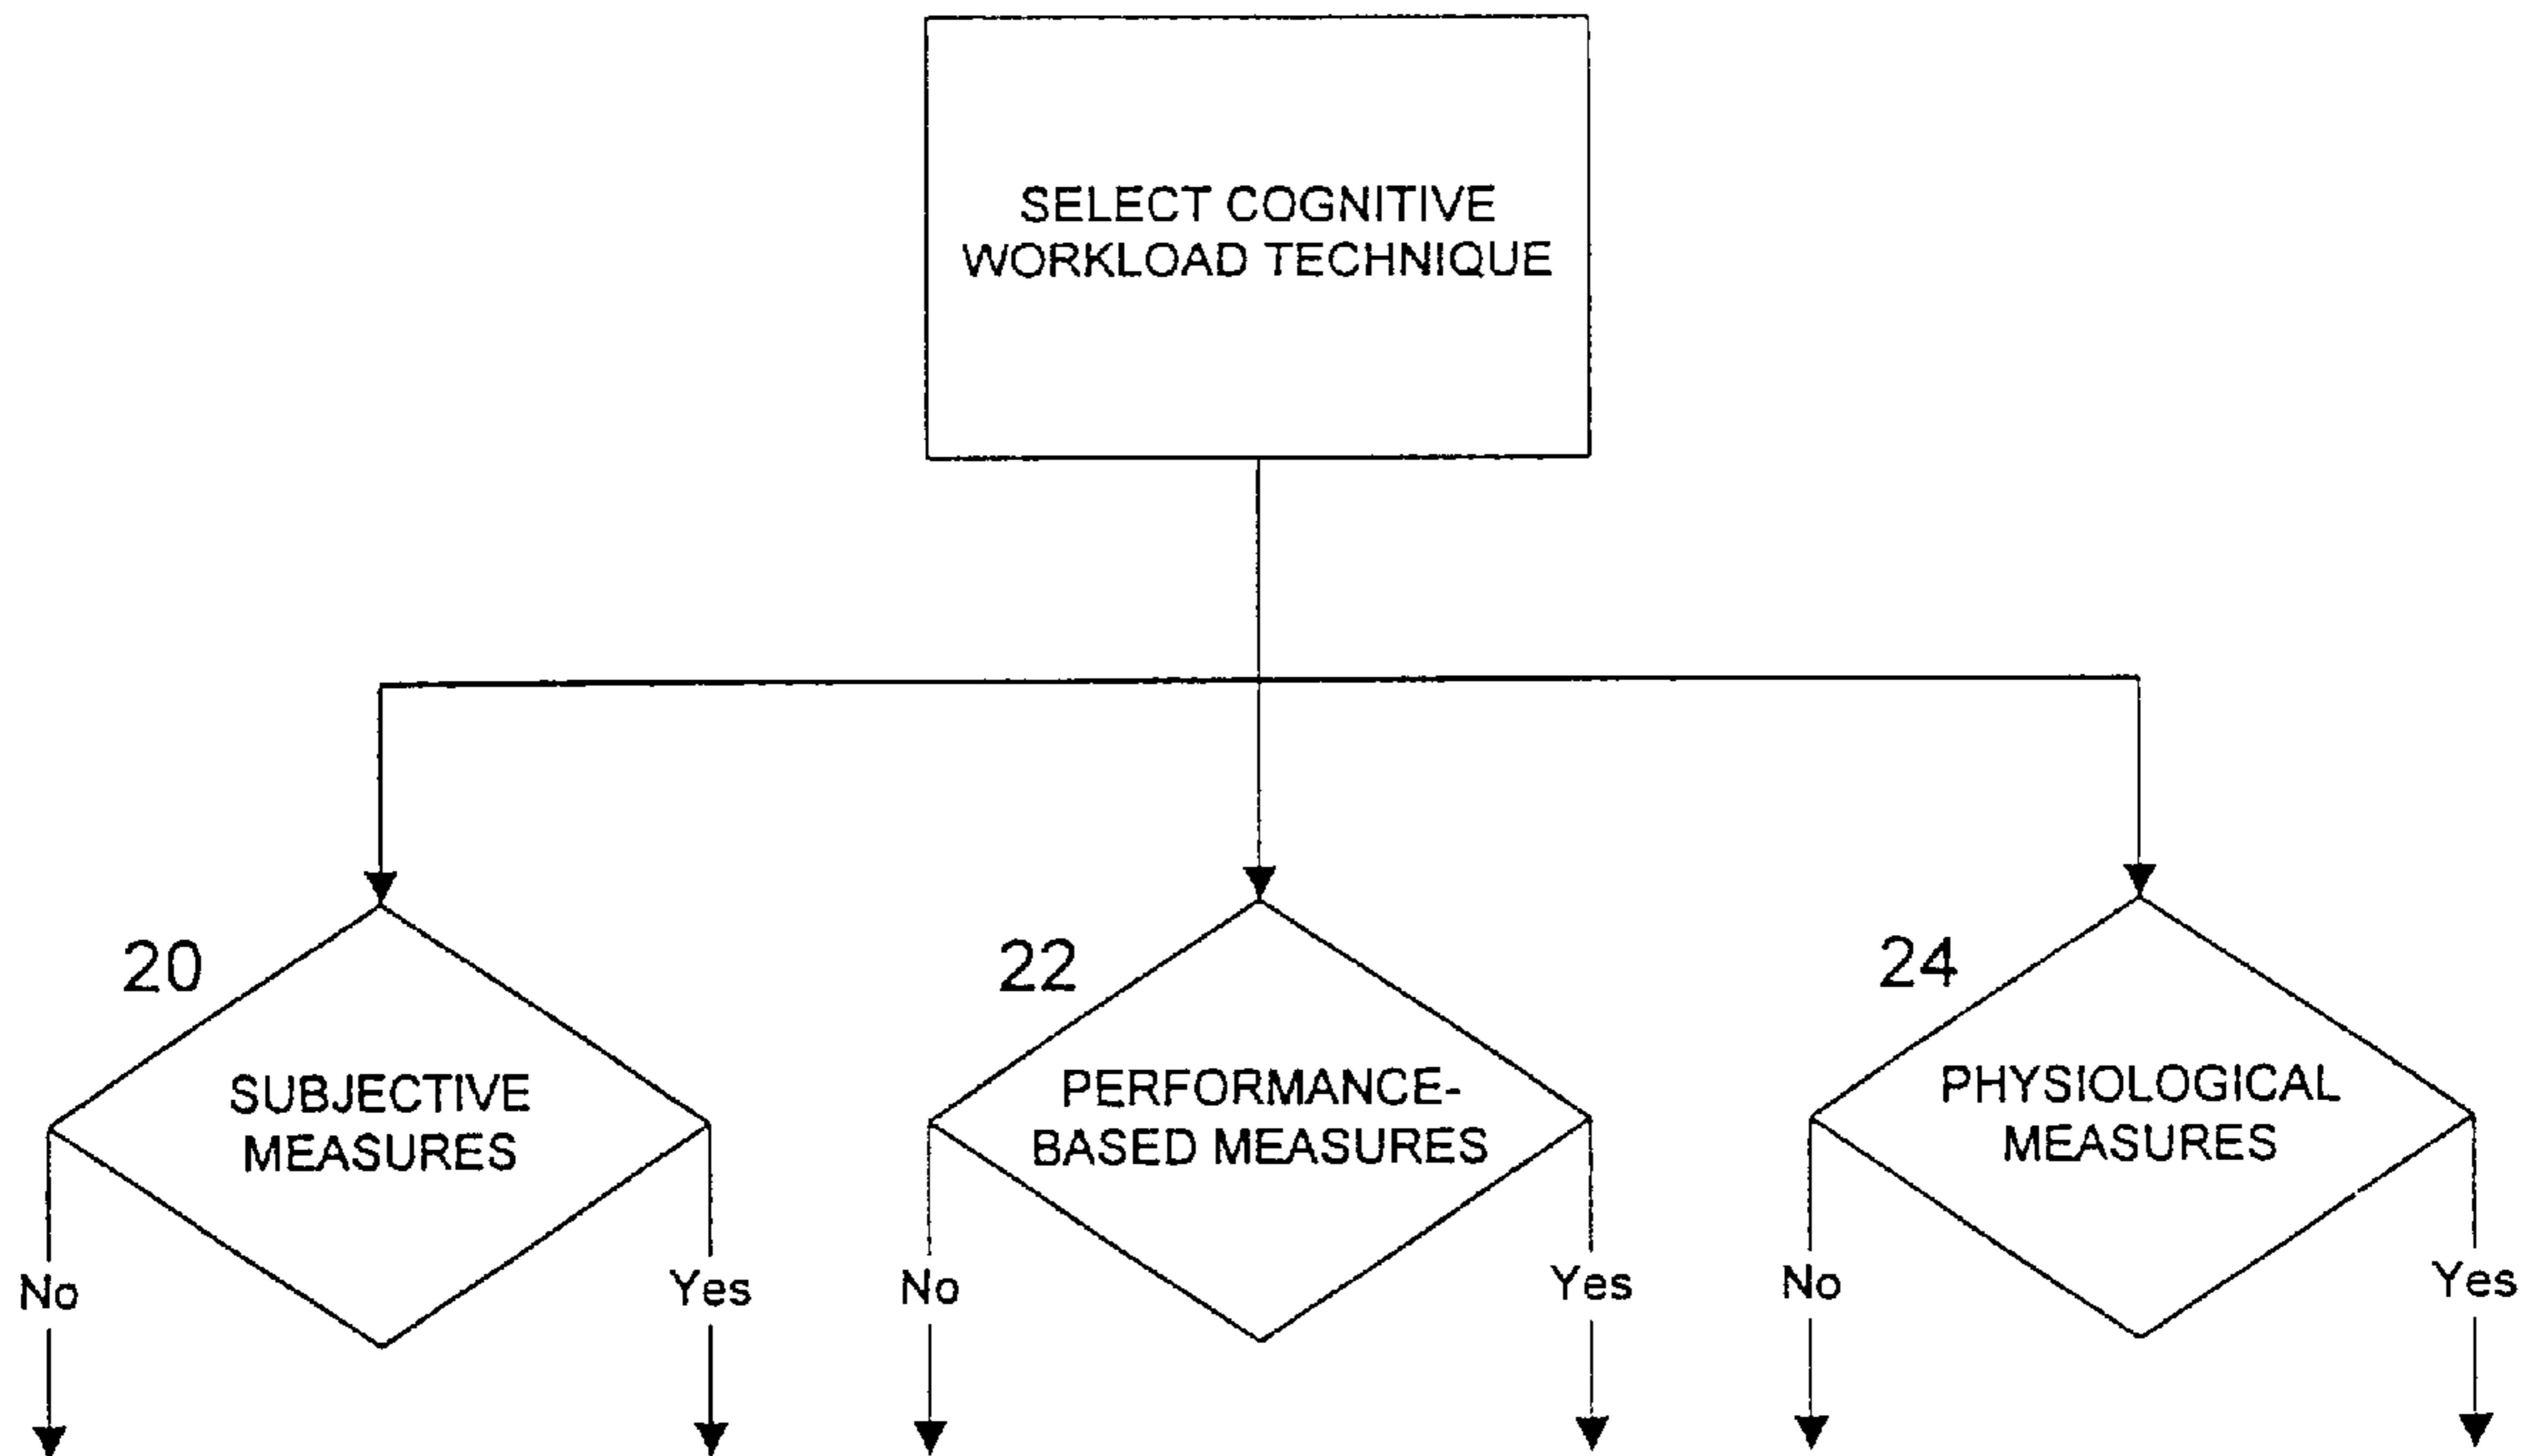 SELECT COGNITIVE
WORKLOAD TECHNIQUE
20
SUBJECTIVE
MEASURES
No
Yes
22
PERFORMANCE-
BASED MEASURES
No
Yes
24
PHYSIOLOGICAL
MEASURES
No
Yes